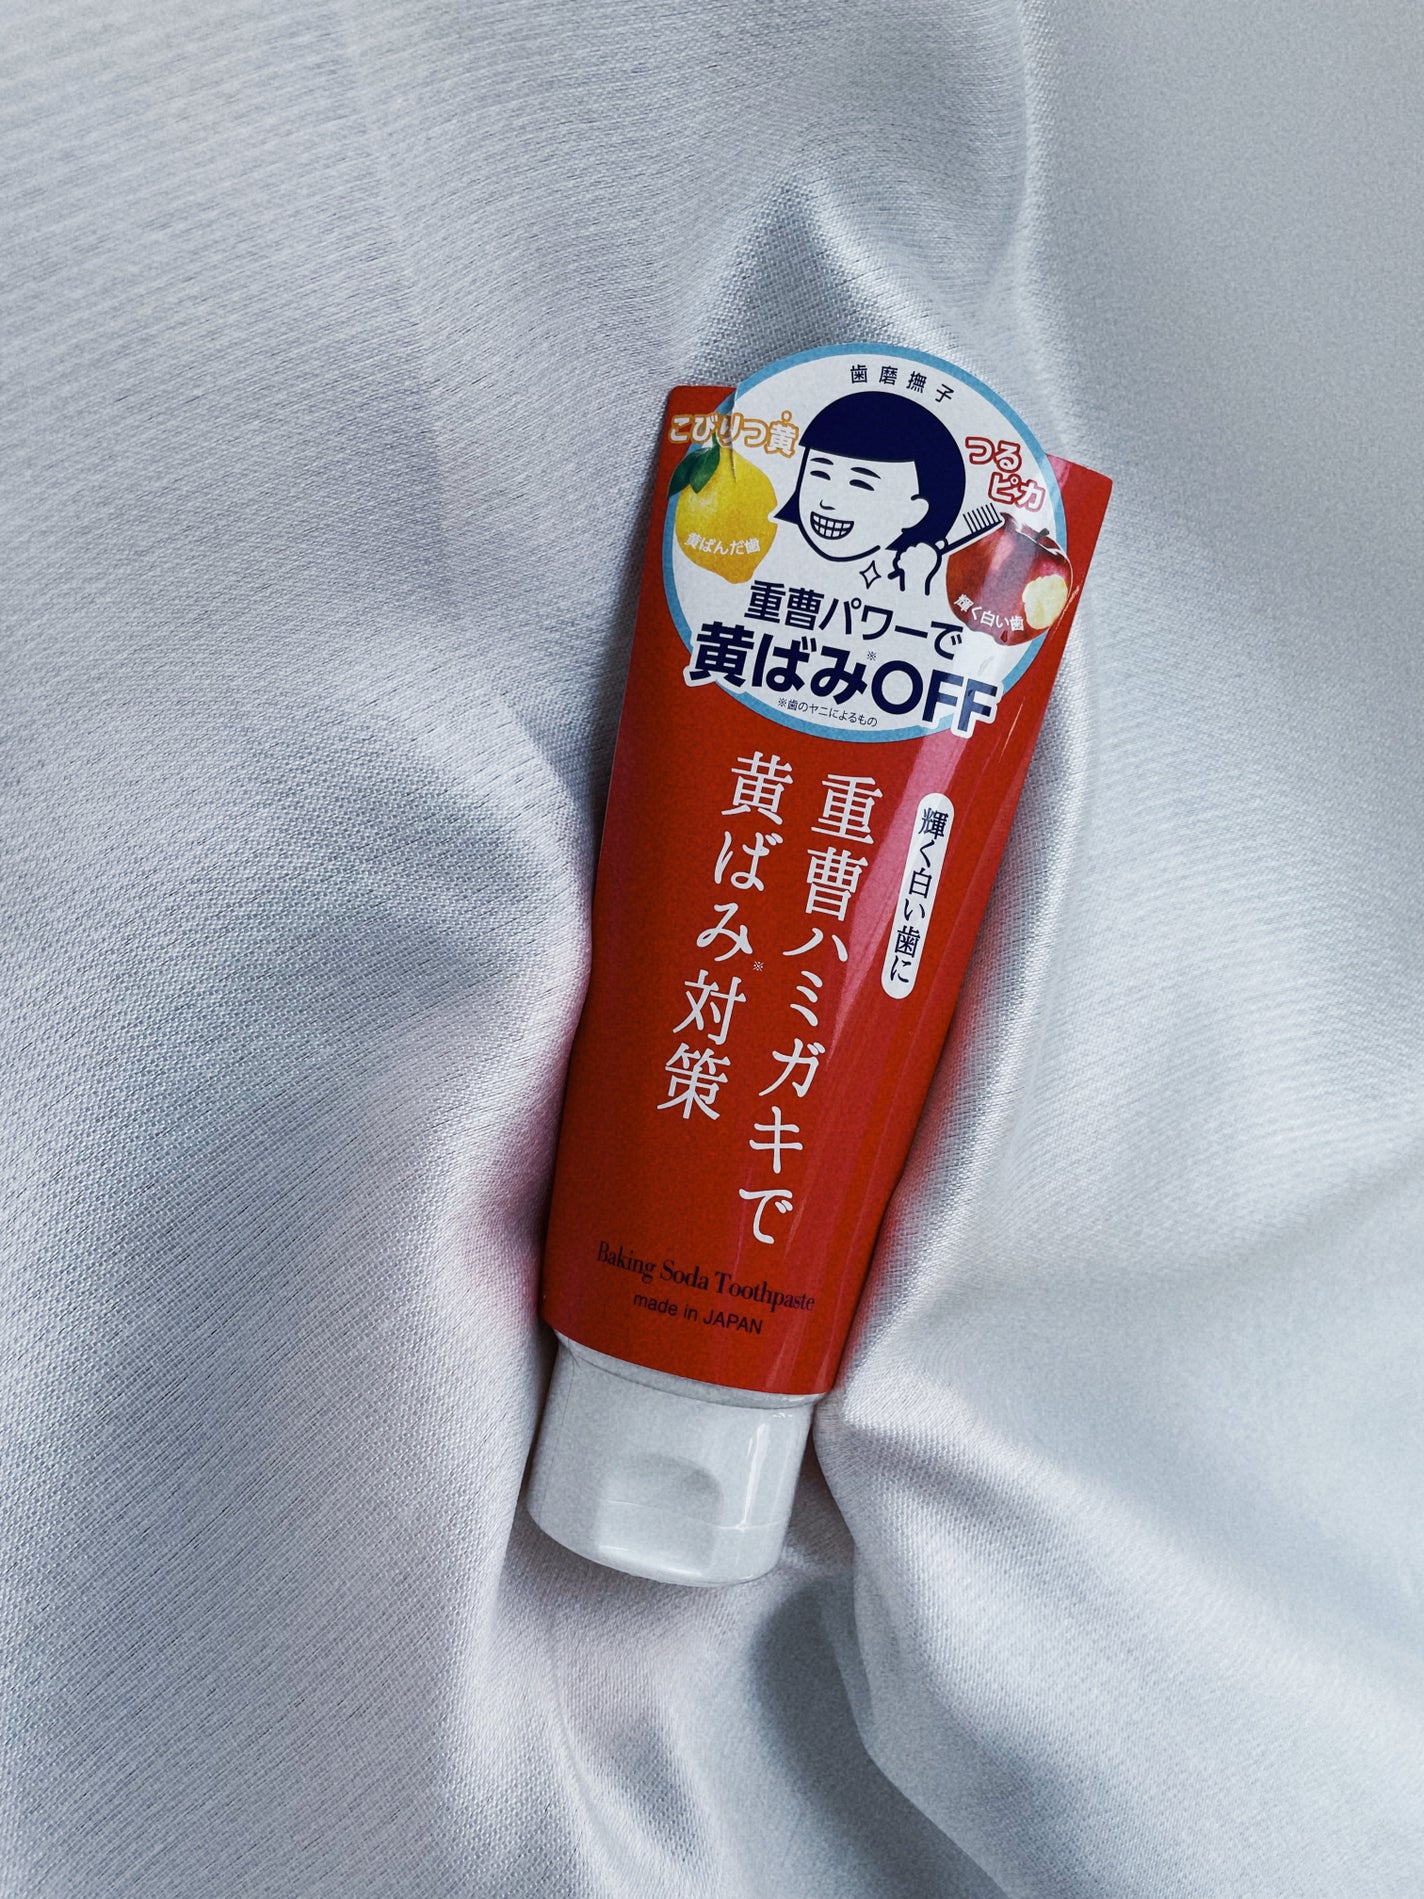 歯磨撫子
こびりつ黄
つる
ピカ
黄ばんだ歯
輝く白い歯
重曹パワーで
黄ばみ※OFF
※歯のヤニによるもの
輝く白い歯に
重曹ハミガキで
黄ばみ※対策
Baking Soda Toothpaste
made in JAPAN